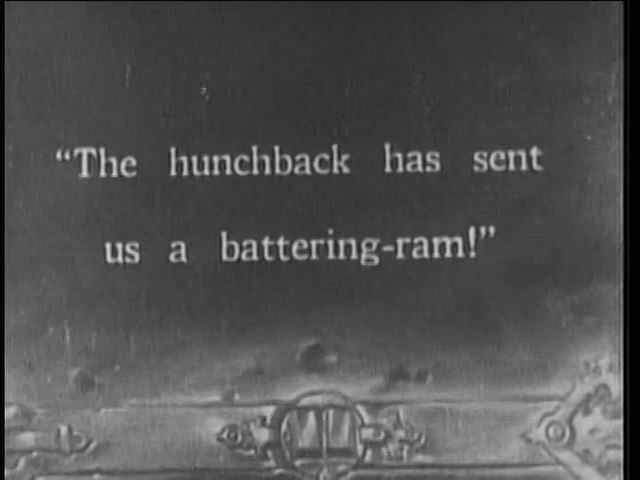 “The hunchback has sent
us a battering-ram!”